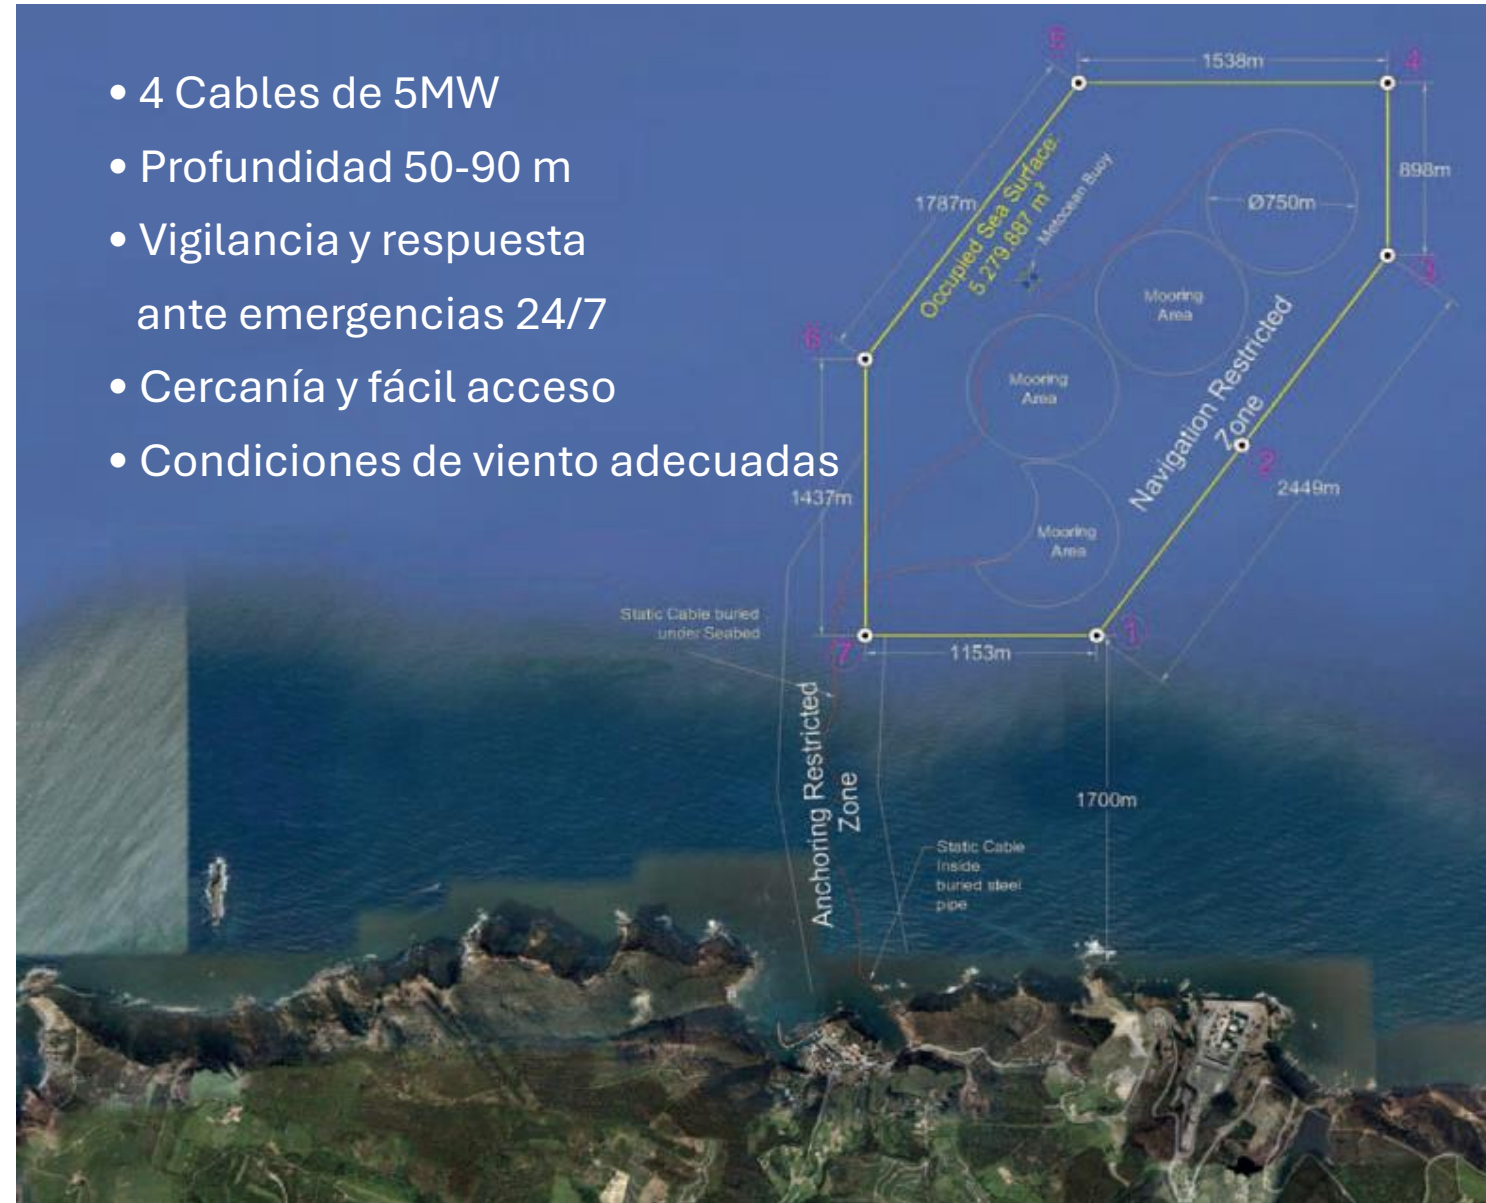 • 4 Cables de 5MW
• Profundidad 50-90 m
• Vigilancia y respuesta
ante emergencias 24/7
• Cercanía y fácil acceso
• Condiciones de viento adecuadas
5
1538m
4
898m
1787m
Occupied Sea Surface:
5.279.887 m²
Metocean Buoy
Ø750m
3
Mooring
Area
6
Mooring
Area
Navigation Restricted
Zone
2
2449m
1437m
Mooring
Area
Static Cable buried
under Seabed
7
1153m
1
Anchoring Restricted
Zone
1700m
Static Cable
Inside
buried steel
pipe